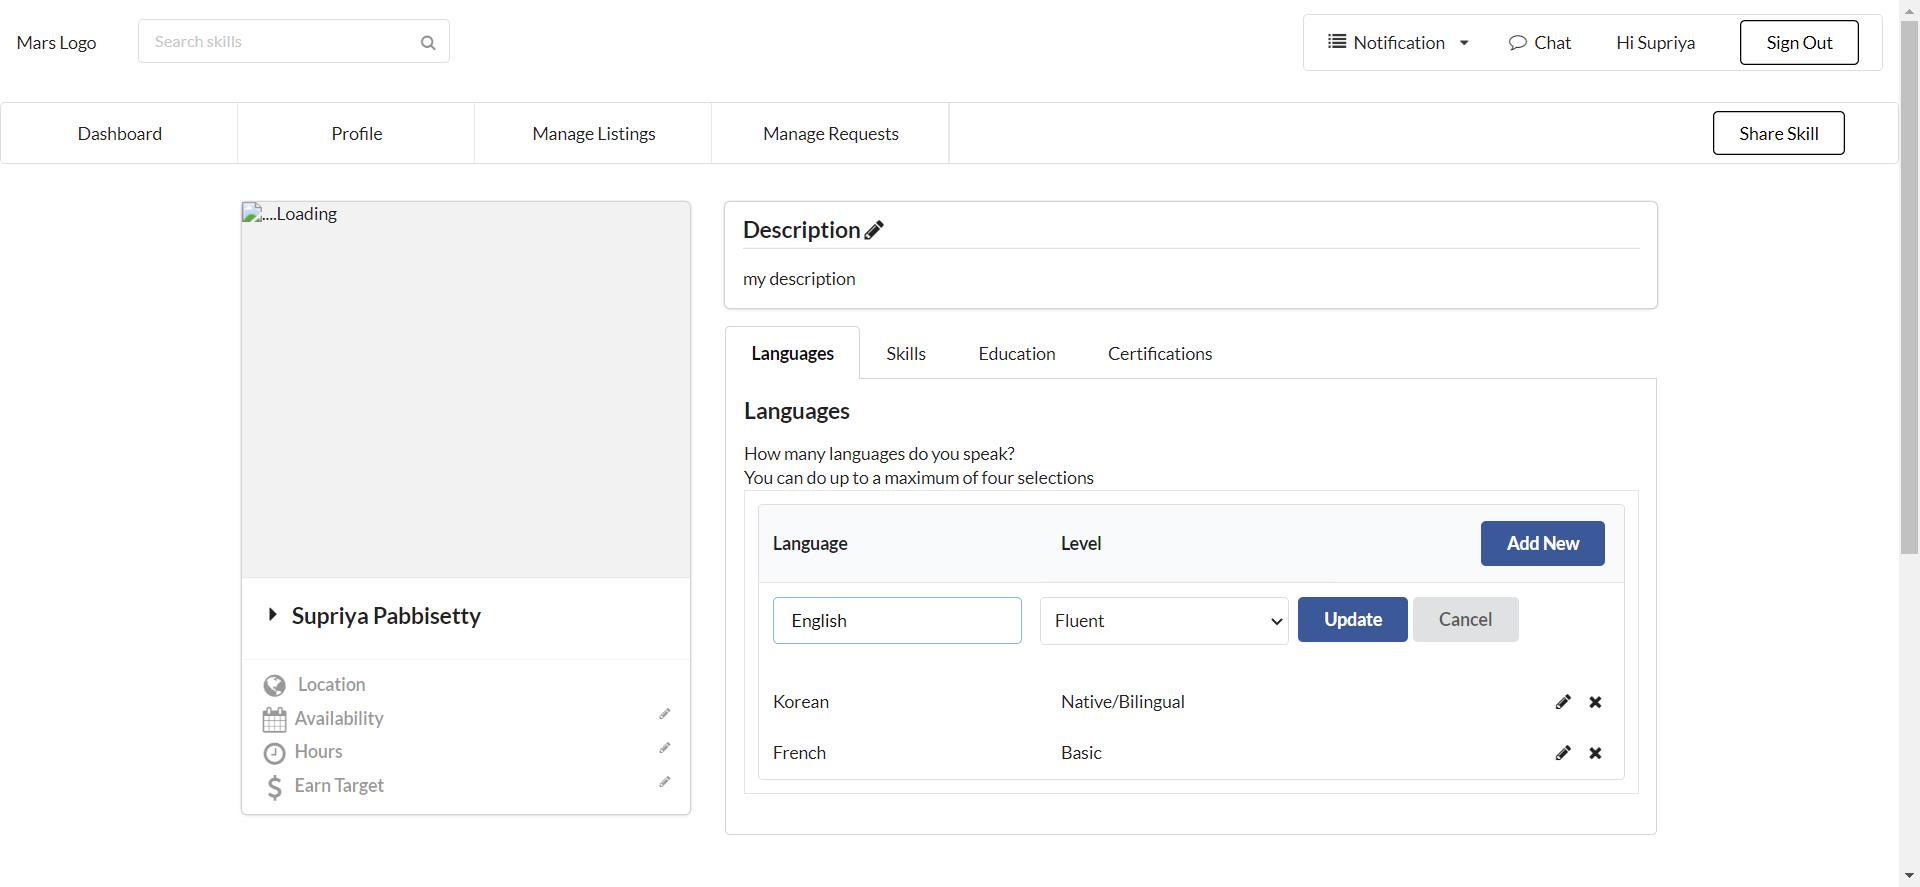 Mars Logo
Search skills
Notification
Chat
Hi Supriya
Sign Out
Dashboard
Profile
Manage Listings
Manage Requests
Share Skill
....Loading
Supriya Pabbisetty
Location
Availability
Hours
Earn Target
Description
my description
Languages
Skills
Education
Certifications
Languages
How many languages do you speak?
You can do up to a maximum of four selections
Language
Level
Add New
English
Fluent
Update
Cancel
Korean
Native/Bilingual
French
Basic